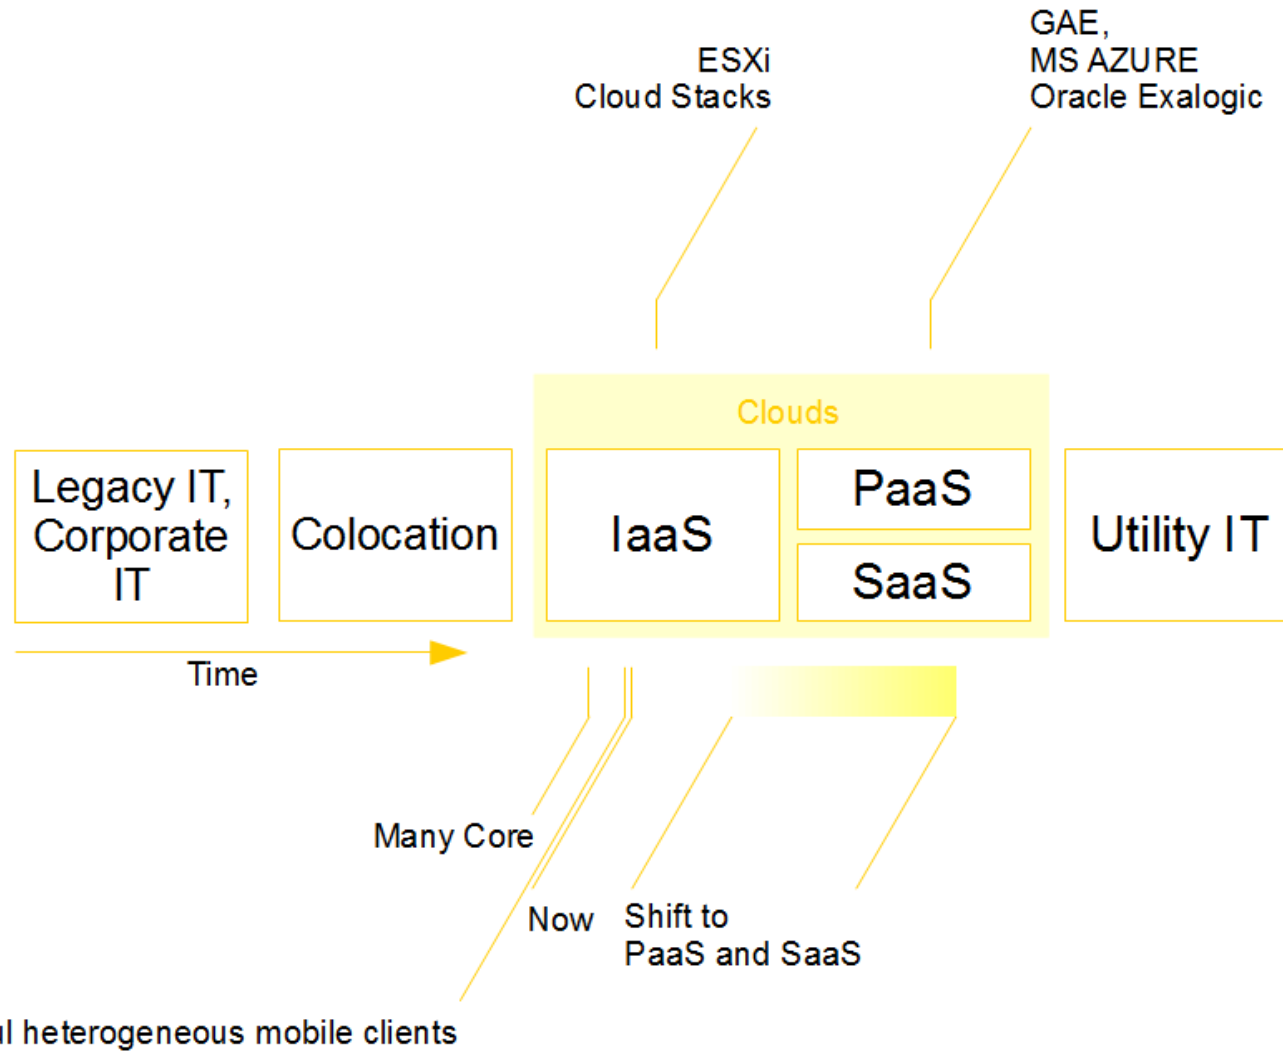 GAE,
MS AZURE
Oracle Exalogic
ESXi
Cloud Stacks
Clouds
Legacy IT,
Corporate
IT
Colocation
IaaS
PaaS
SaaS
Utility IT
Time
Many Core
Now
Shift to
PaaS and SaaS
heterogeneous mobile clients